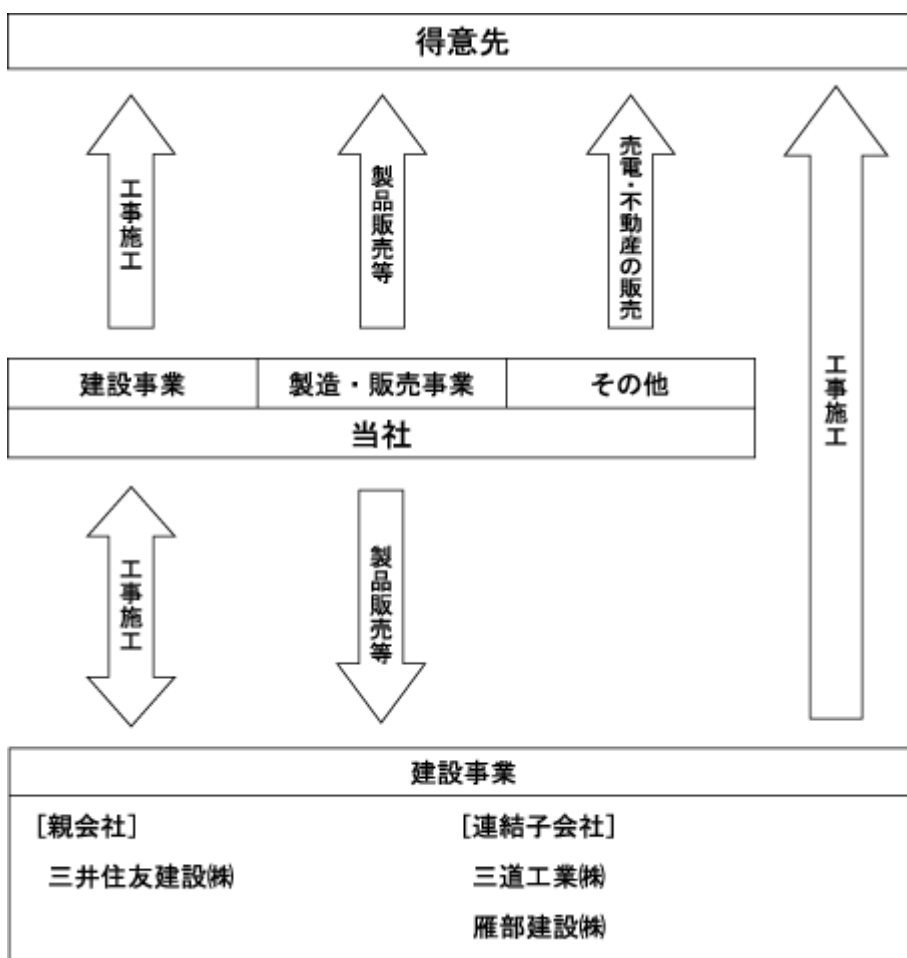 得意先
工事施工
製品販売等
売電・不動産の販売
工事施工
建設事業
製造・販売事業
その他
当社
工事施工
製品販売等
建設事業
［親会社］
［連結子会社］
三井住友建設㈱
三道工業㈱
雁部建設㈱